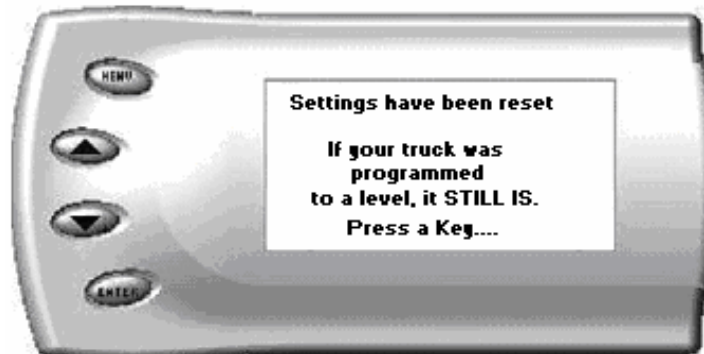 MENU
Settings have been reset
If your truck was
programmed
to a level, it STILL IS.
Press a Key....
ENTER